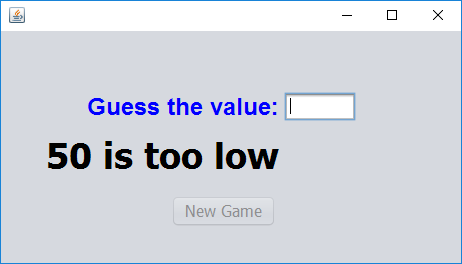 Guess the value:
50 is too low
New Game